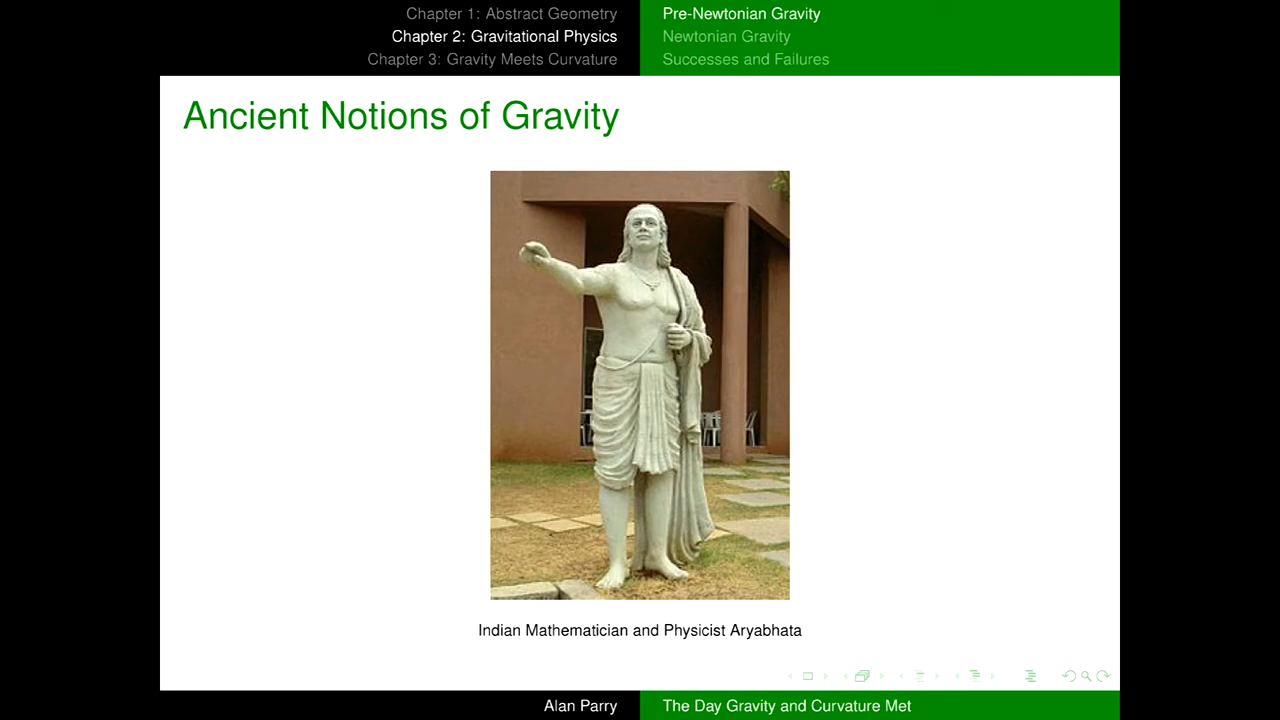 Chapter 1: Abstract Geometry
Chapter 2: Gravitational Physics
Chapter 3: Gravity Meets Curvature
Pre-Newtonian Gravity
Newtonian Gravity
Successes and Failures
Ancient Notions of Gravity
Indian Mathematician and Physicist Aryabhata
Alan Parry
The Day Gravity and Curvature Met